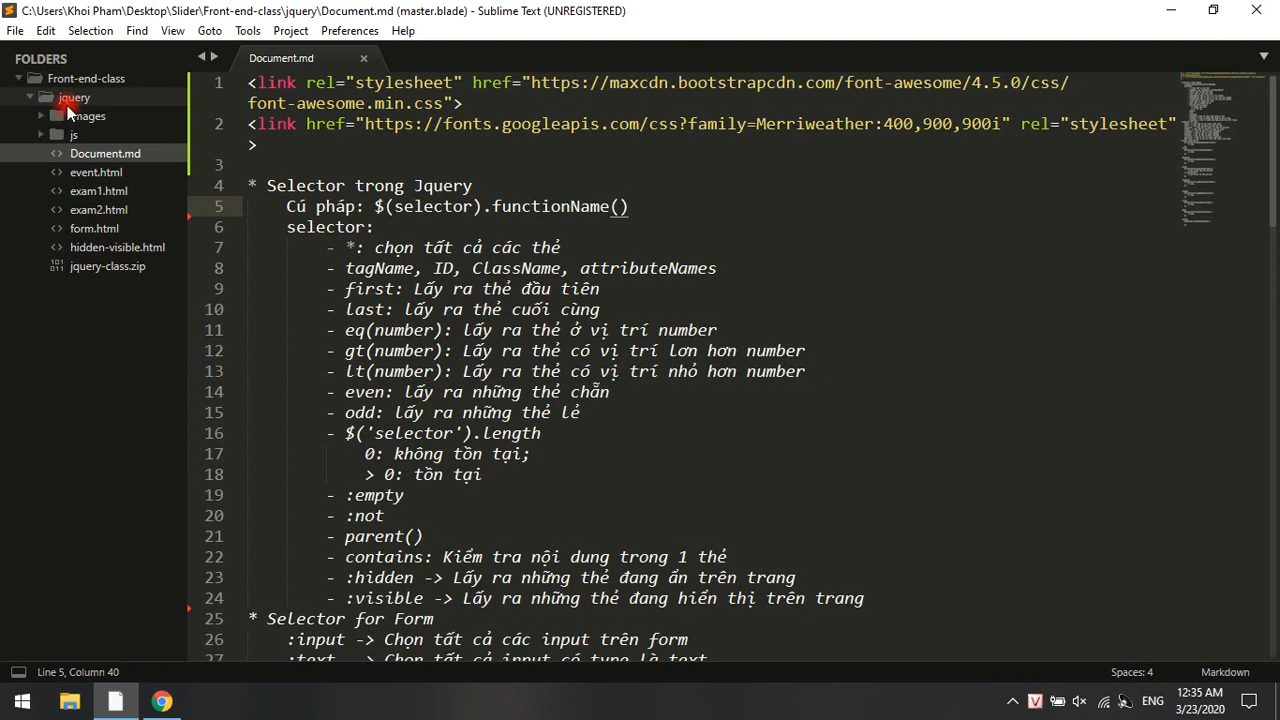 C:\Users\Khoi Pham\Desktop\Slider\Front-end-class\jquery\Document.md (master.blade) - Sublime Text (UNREGISTERED)
File Edit Selection Find View Goto Tools Project Preferences Help
FOLDERS
Front-end-class
jquery
images
js
Document.md
event.html
exam1.html
exam2.html
form.html
hidden-visible.html
jquery-class.zip
Document.md
1 <link rel="stylesheet" href="https://maxcdn.bootstrapcdn.com/font-awesome/4.5.0/css/
font-awesome.min.css">
2 <link href="https://fonts.googleapis.com/css?family=Merriweather:400,900,900i" rel="stylesheet"
>
3
4 * Selector trong Jquery
5 Cú pháp: $(selector).functionName()
6 selector:
7 - *: chọn tất cả các thẻ
8 - tagName, ID, ClassName, attributeNames
9 - first: Lấy ra thẻ đầu tiên
10 - last: lấy ra thẻ cuối cùng
11 - eq(number): lấy ra thẻ ở vị trí number
12 - gt(number): Lấy ra thẻ có vị trí lơn hơn number
13 - lt(number): Lấy ra thẻ có vị trí nhỏ hơn number
14 - even: lấy ra những thẻ chẵn
15 - odd: lấy ra những thẻ lẻ
16 - $('selector').length
17 0: không tồn tại;
18 > 0: tồn tại
19 - :empty
20 - :not
21 - parent()
22 - contains: Kiểm tra nội dung trong 1 thẻ
23 - :hidden -> Lấy ra những thẻ đang ẩn trên trang
24 - :visible -> Lấy ra những thẻ đang hiển thị trên trang
25 * Selector for Form
26 :input -> Chọn tất cả các input trên form
27 :text -> Chọn tất cả input có type là text
Line 5, Column 40
Spaces: 4
Markdown
ENG
12:35 AM
3/23/2020